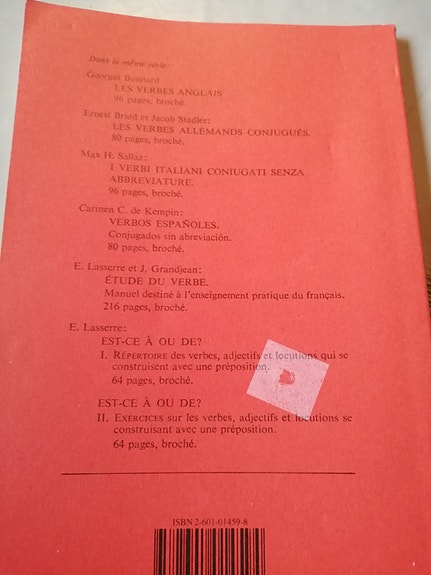 Dans la même série:
Georges Bonnard
LES VERBES ANGLAIS
96 pages, broché.
Ernest Briod et Jacob Stadler:
LES VERBES ALLEMANDS CONJUGUÉS.
80 pages, broché.
Max H. Sallaz:
I VERBI ITALIANI CONIUGATI SENZA
ABBREVIATURE.
96 pages, broché.
Carmen C. de Kempin:
VERBOS ESPAÑOLES.
Conjugados sin abreviación.
80 pages, broché.
E. Lasserre et J. Grandjean:
ÉTUDE DU VERBE.
Manuel destiné à l'enseignement pratique du français.
216 pages, broché.
E. Lasserre:
EST-CE À OU DE?
I. RÉPERTOIRE des verbes, adjectifs et locutions qui se
construisent avec une préposition.
64 pages, broché.
EST-CE À OU DE?
II. EXERCICES sur les verbes, adjectifs et locutions se
construisant avec une préposition.
64 pages, broché.
ISBN 2-601-01459-8